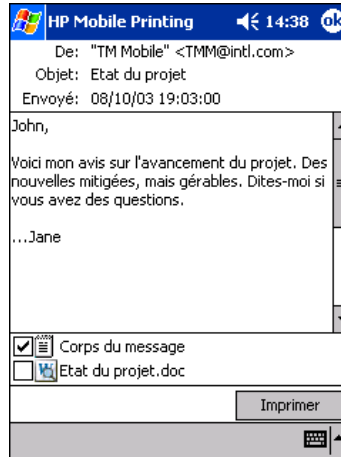 HP Mobile Printing 14:38 ok
De: "TM Mobile" <TMM@intl.com>
Objet: Etat du projet
Envoyé: 08/10/03 19:03:00
John,
Voici mon avis sur l'avancement du projet. Des
nouvelles mitigées, mais gérables. Dites-moi si
vous avez des questions.
...Jane
Corps du message
Etat du projet.doc
Imprimer